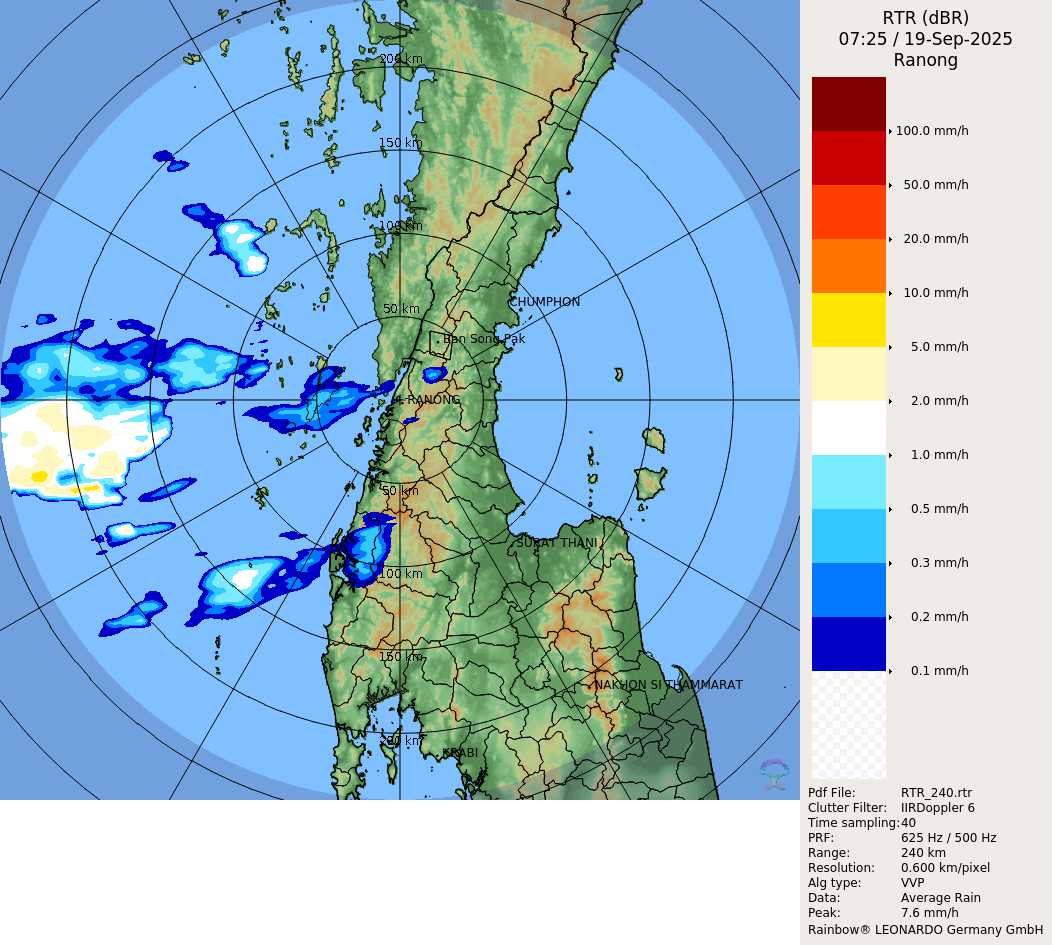 RTR (dBR)
07:25 / 19-Sep-2025
Ranong
200 km
150 km
100 km
50 km
CHUMPHON
Ban Song Pak
RANONG
50 km
SURAT THANI
100 km
150 km
NAKHON SI THAMMARAT
200 km
KRABI
100.0 mm/h
50.0 mm/h
20.0 mm/h
10.0 mm/h
5.0 mm/h
2.0 mm/h
1.0 mm/h
0.5 mm/h
0.3 mm/h
0.2 mm/h
0.1 mm/h
Pdf File: RTR_240.rtr
Clutter Filter: IIRDoppler 6
Time sampling: 40
PRF: 625 Hz / 500 Hz
Range: 240 km
Resolution: 0.600 km/pixel
Alg type: VVP
Data: Average Rain
Peak: 7.6 mm/h
Rainbow® LEONARDO Germany GmbH